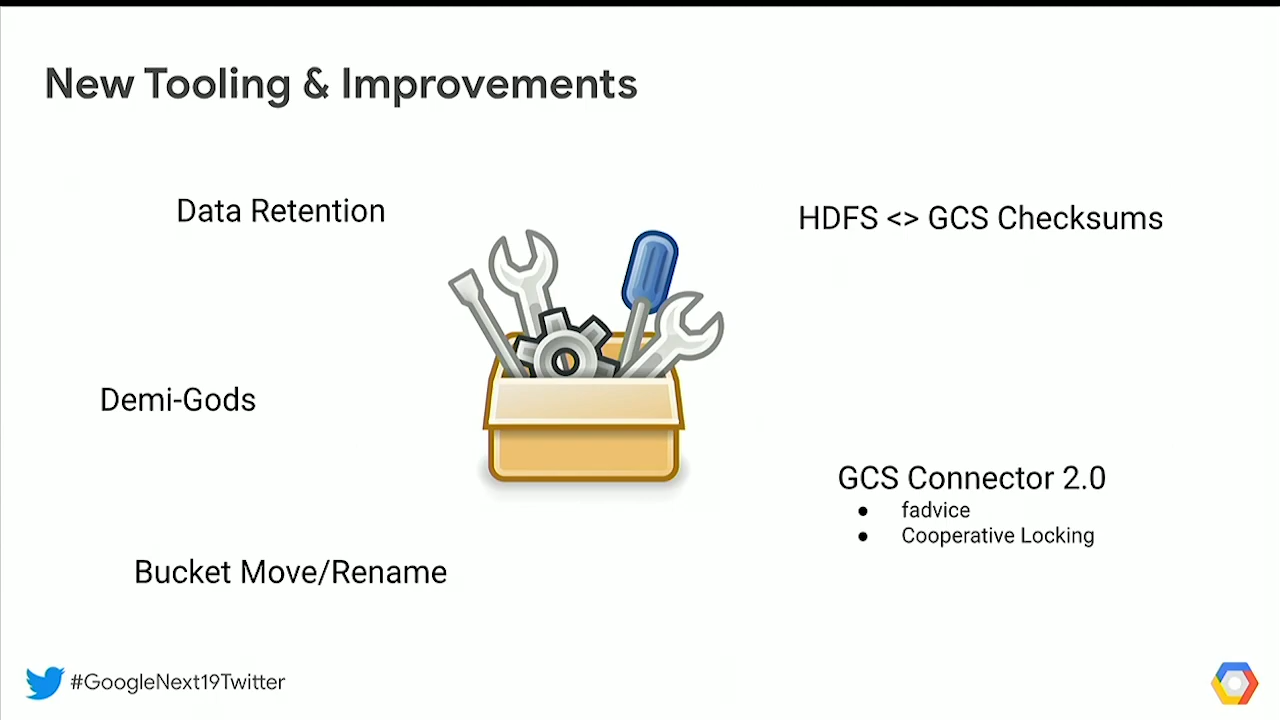 New Tooling & Improvements
Data Retention
HDFS <> GCS Checksums
Demi-Gods
GCS Connector 2.0
● fadvice
● Cooperative Locking
Bucket Move/Rename
#GoogleNext19Twitter